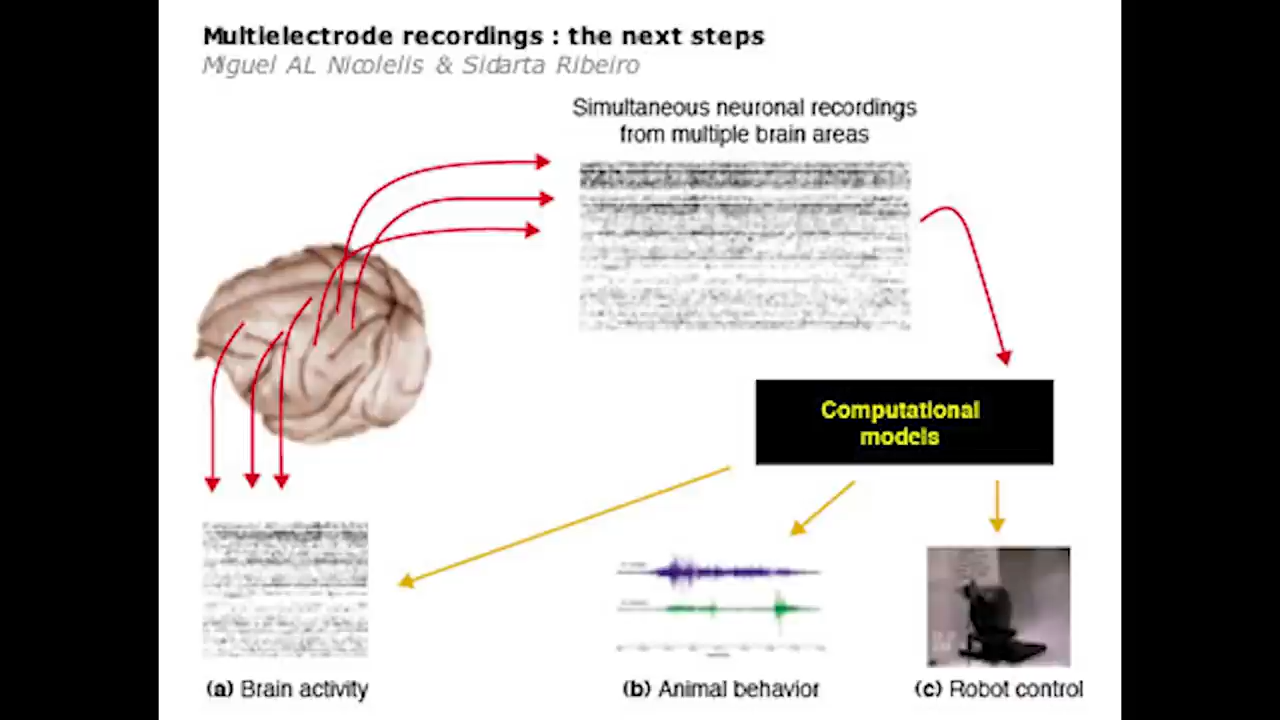 Multielectrode recordings : the next steps
Miguel AL Nicolelis & Sidarta Ribeiro
Simultaneous neuronal recordings
from multiple brain areas
Computational
models
(a) Brain activity
(b) Animal behavior
(c) Robot control